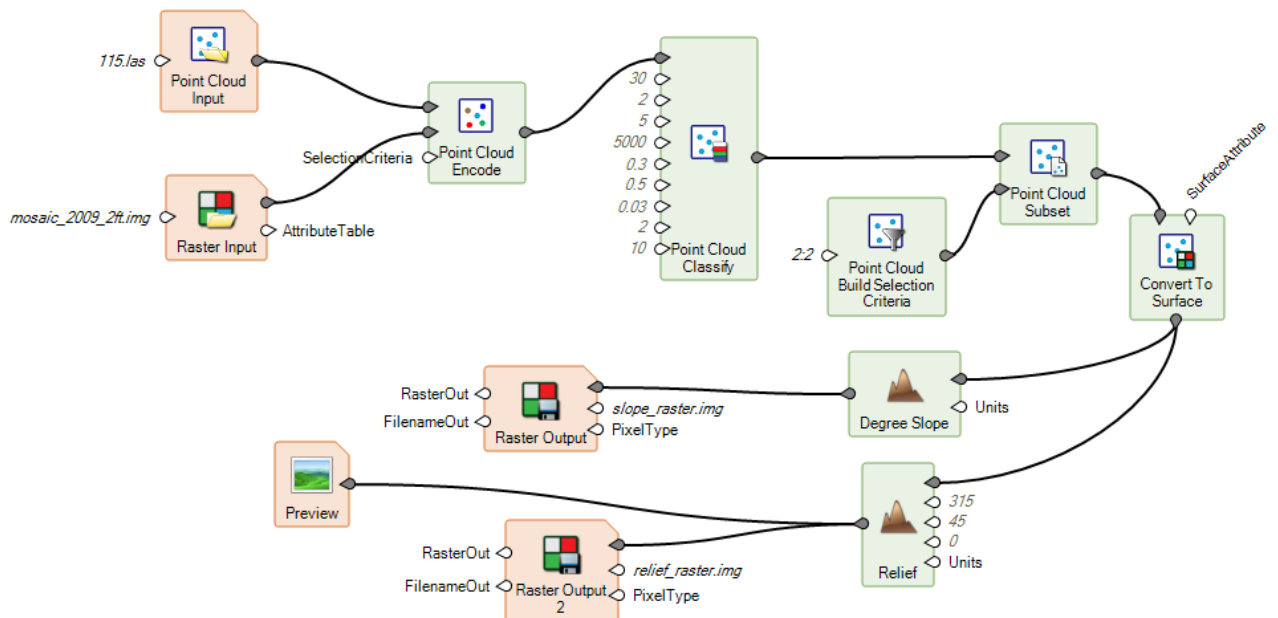 115.las
Point Cloud
Input
SelectionCriteria
Point Cloud
Encode
mosaic_2009_2ft.img
AttributeTable
Raster Input
30
2
5
5000
0.3
0.5
0.03
2
10
Point Cloud
Classify
2:2
Point Cloud
Build Selection
Criteria
Point Cloud
Subset
SurfaceAttribute
Convert To
Surface
RasterOut
FilenameOut
slope_raster.img
PixelType
Raster Output
Units
Degree Slope
Preview
RasterOut
FilenameOut
relief_raster.img
PixelType
Raster Output
2
315
45
0
Units
Relief